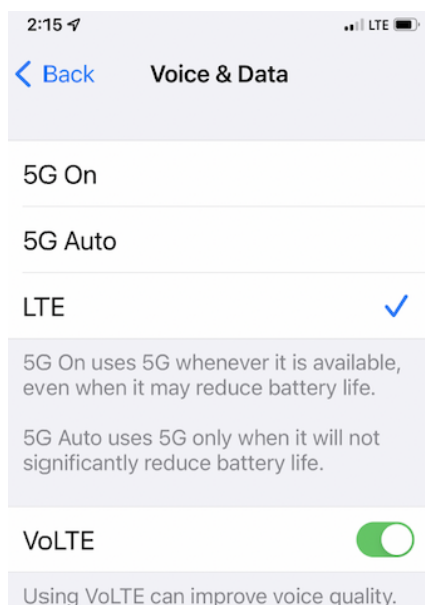 2:15
LTE
Back
Voice & Data
5G On
5G Auto
LTE
5G On uses 5G whenever it is available,
even when it may reduce battery life.
5G Auto uses 5G only when it will not
significantly reduce battery life.
VoLTE
Using VoLTE can improve voice quality.